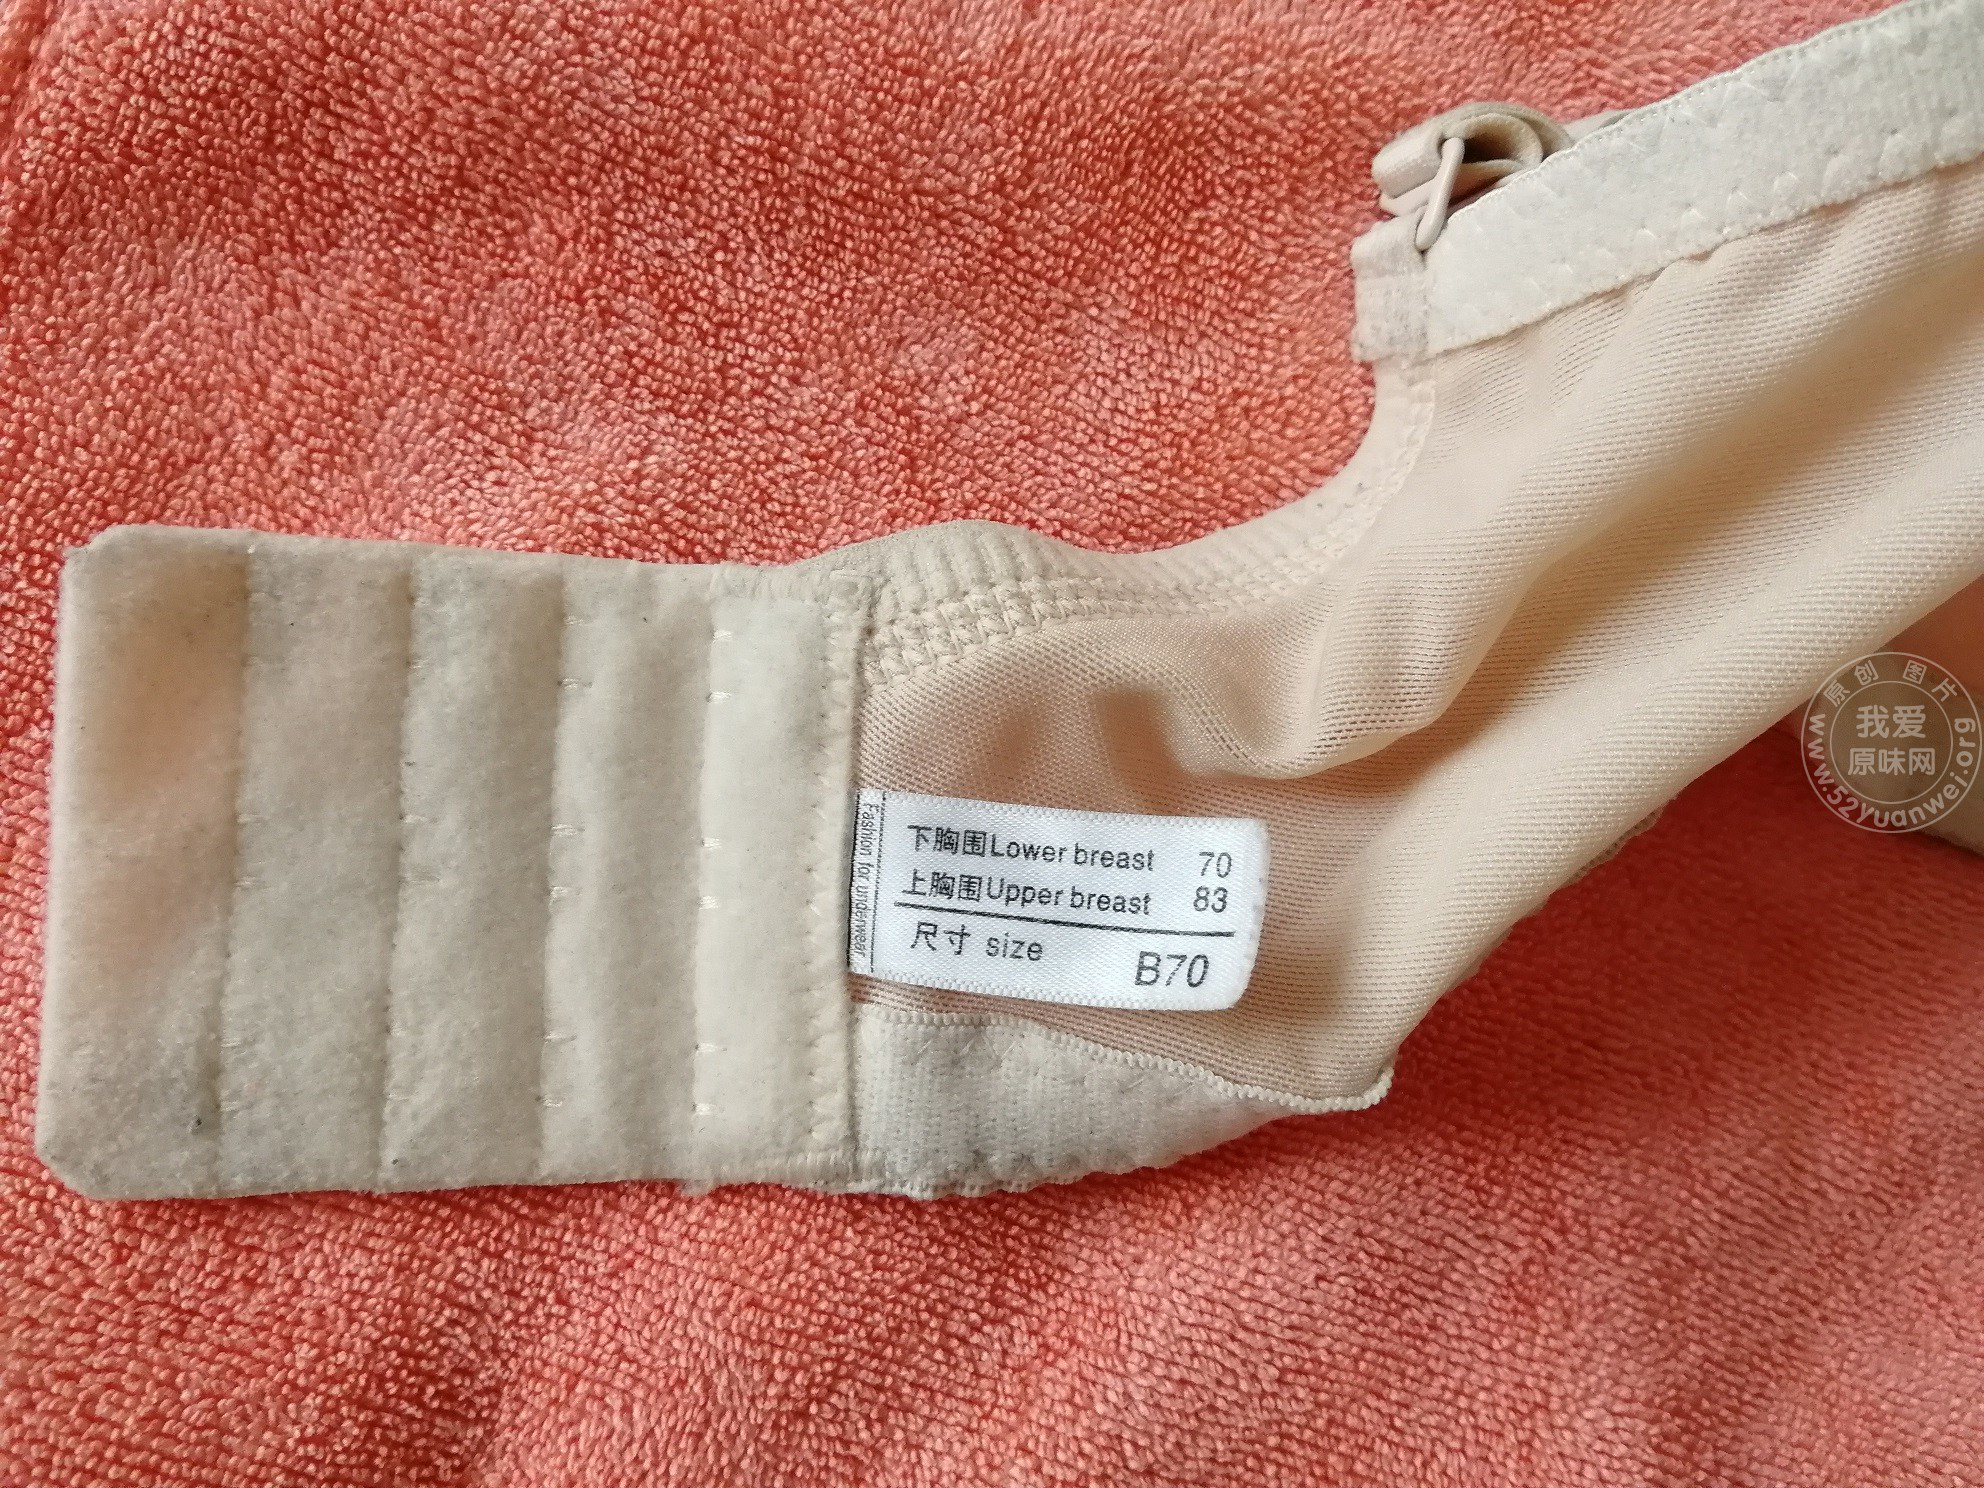 下胸围Lower breast 70
上胸围Upper breast 83
尺寸 size B70
Fashion for underwear
原创图片
我爱
原味网
www.52yuanwei.org